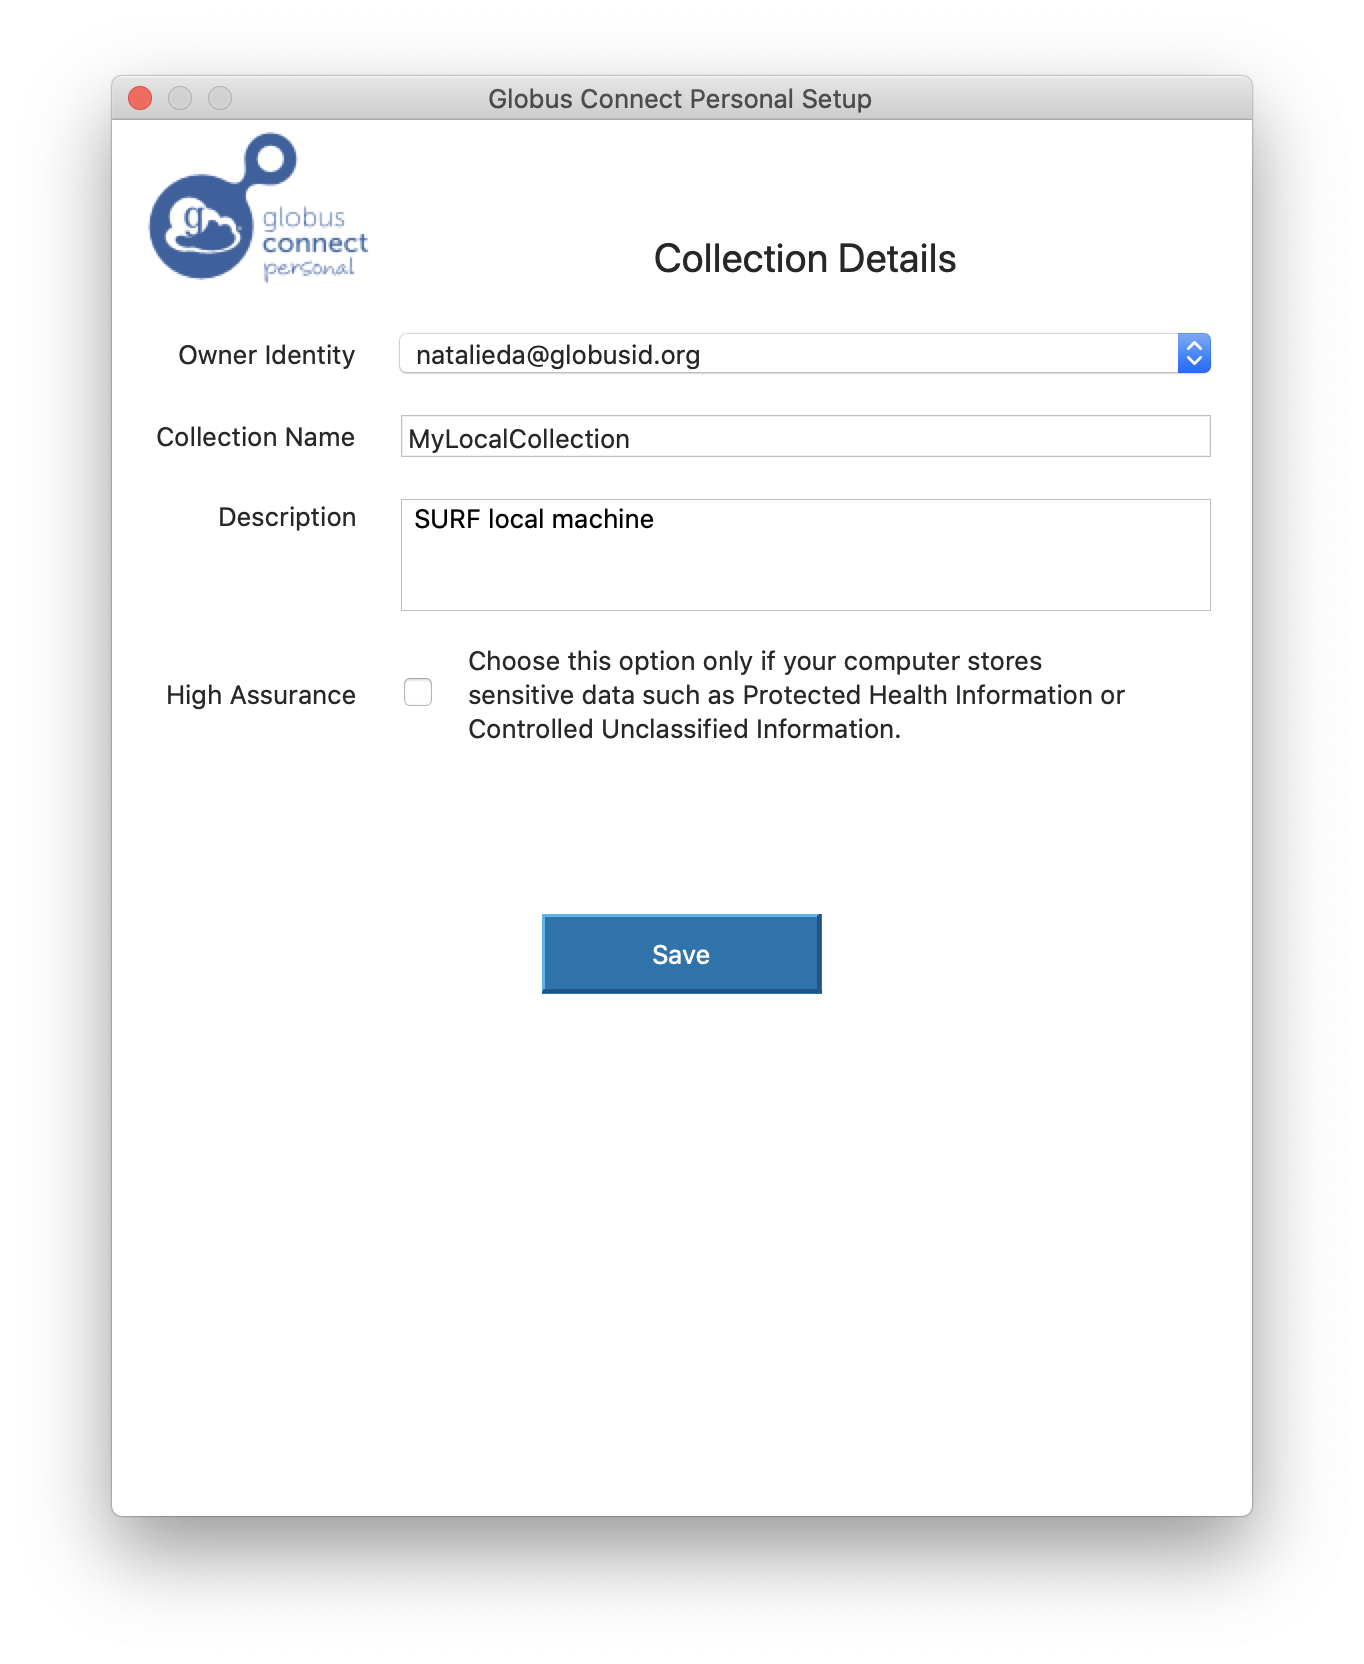 Globus Connect Personal Setup
g
globus
connect
personal
Collection Details
Owner Identity
natalieda@globusid.org
Collection Name
MyLocalCollection
Description
SURF local machine
High Assurance
Choose this option only if your computer stores
sensitive data such as Protected Health Information or
Controlled Unclassified Information.
Save